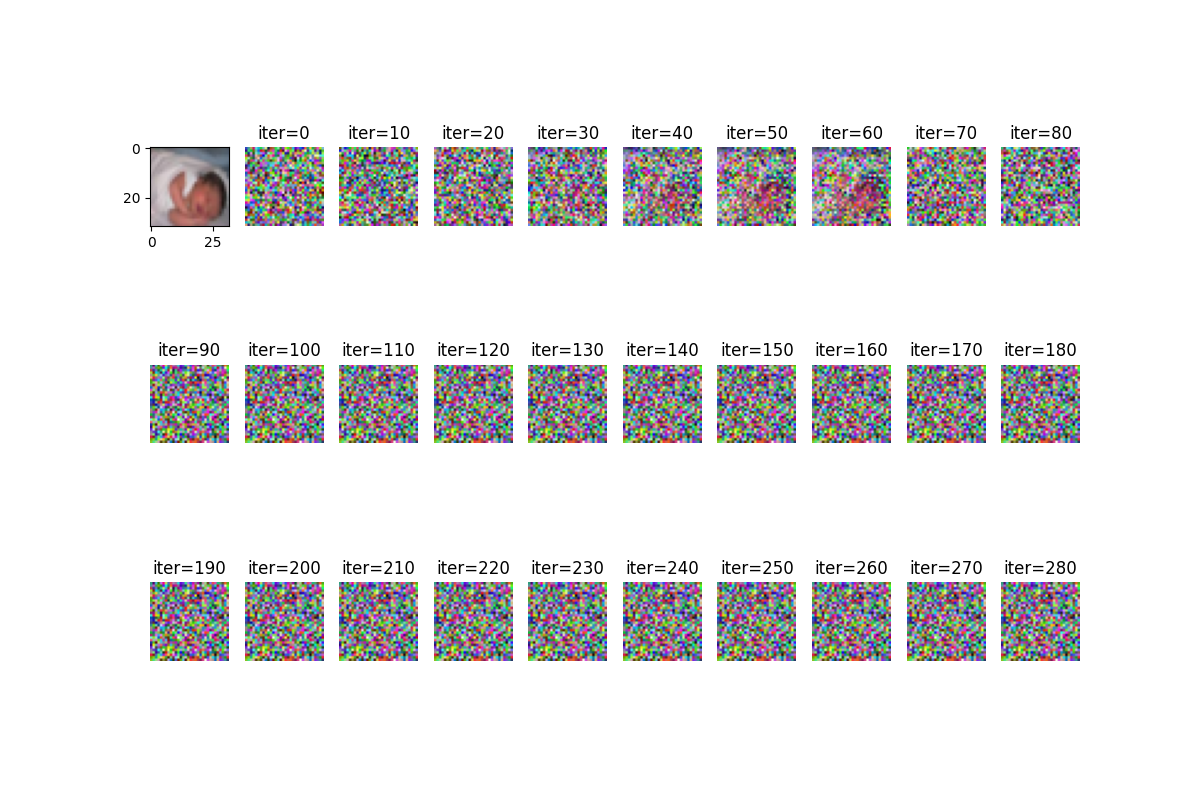 iter=0 iter=10 iter=20 iter=30 iter=40 iter=50 iter=60 iter=70 iter=80
0
20
0 25
iter=90 iter=100 iter=110 iter=120 iter=130 iter=140 iter=150 iter=160 iter=170 iter=180
iter=190 iter=200 iter=210 iter=220 iter=230 iter=240 iter=250 iter=260 iter=270 iter=280